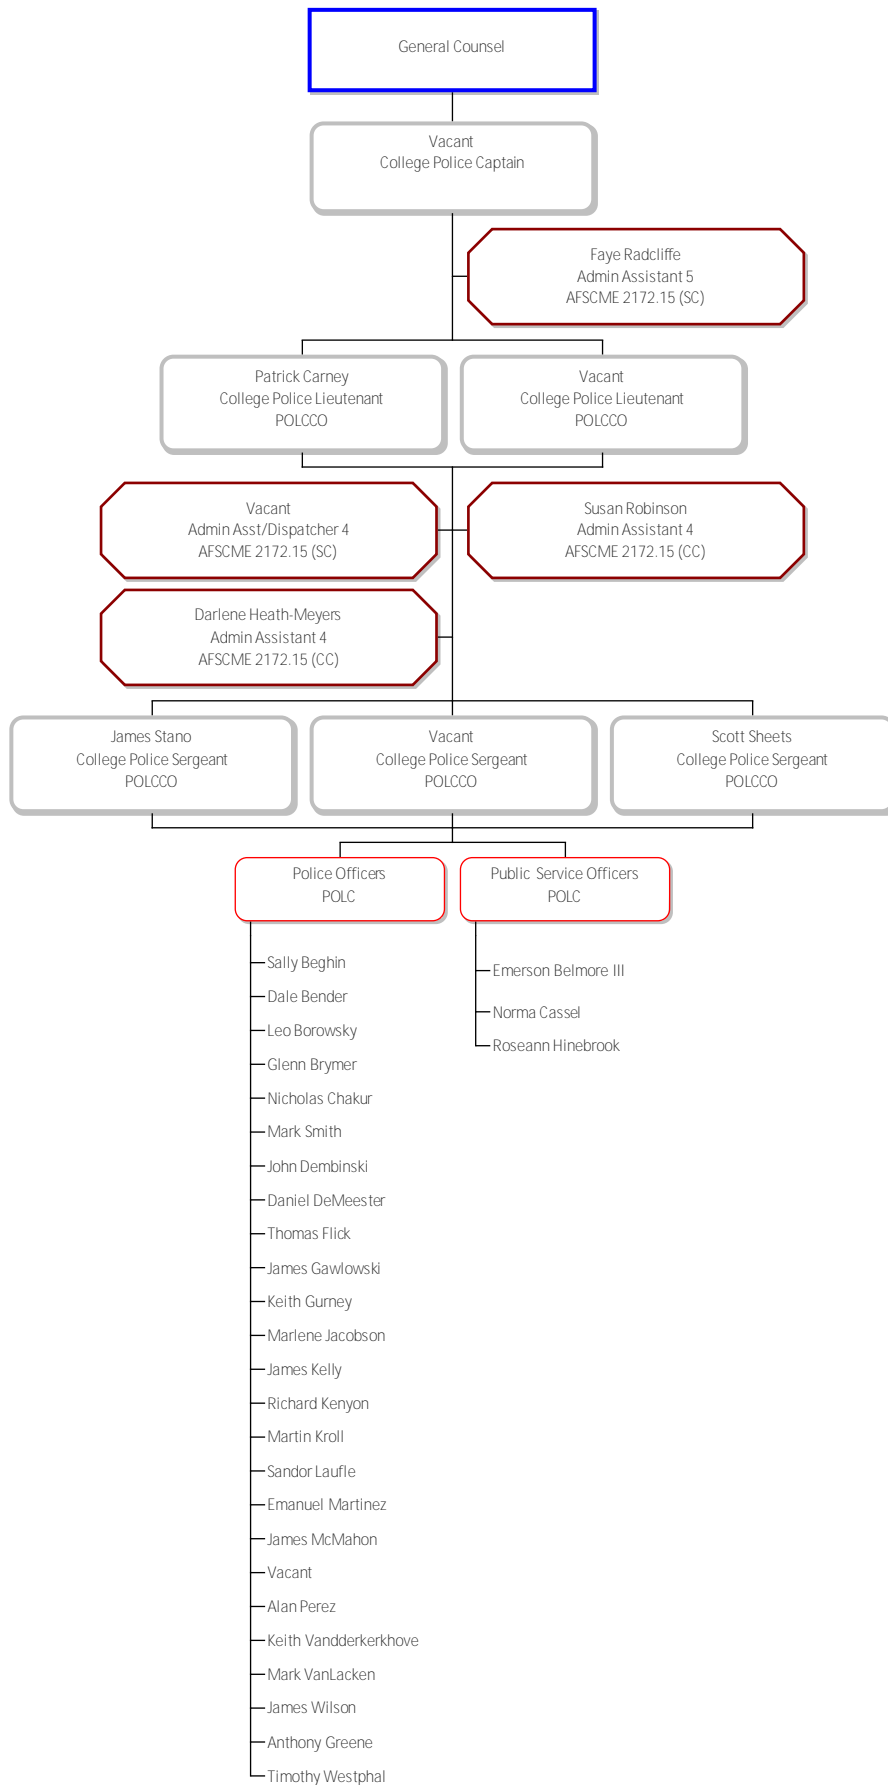 General Counsel
Vacant
College Police Captain
Faye Radcliffe
Admin Assistant 5
AFSCME 2172.15 (SC)
Patrick Carney
College Police Lieutenant
POLCCO
Vacant
College Police Lieutenant
POLCCO
Vacant
Admin Asst/Dispatcher 4
AFSCME 2172.15 (SC)
Susan Robinson
Admin Assistant 4
AFSCME 2172.15 (CC)
Darlene Heath-Meyers
Admin Assistant 4
AFSCME 2172.15 (CC)
James Stano
College Police Sergeant
POLCCO
Vacant
College Police Sergeant
POLCCO
Scott Sheets
College Police Sergeant
POLCCO
Police Officers
POLC
Public Service Officers
POLC
Sally Beghin
Dale Bender
Leo Borowsky
Glenn Brymer
Nicholas Chakur
Mark Smith
John Dembinski
Daniel DeMeester
Thomas Flick
James Gawlowski
Keith Gurney
Marlene Jacobson
James Kelly
Richard Kenyon
Martin Kroll
Sandor Laufle
Emanuel Martinez
James McMahon
Vacant
Alan Perez
Keith Vandderkerkhove
Mark VanLacken
James Wilson
Anthony Greene
Timothy Westphal
Emerson Belmore III
Norma Cassel
Roseann Hinebrook